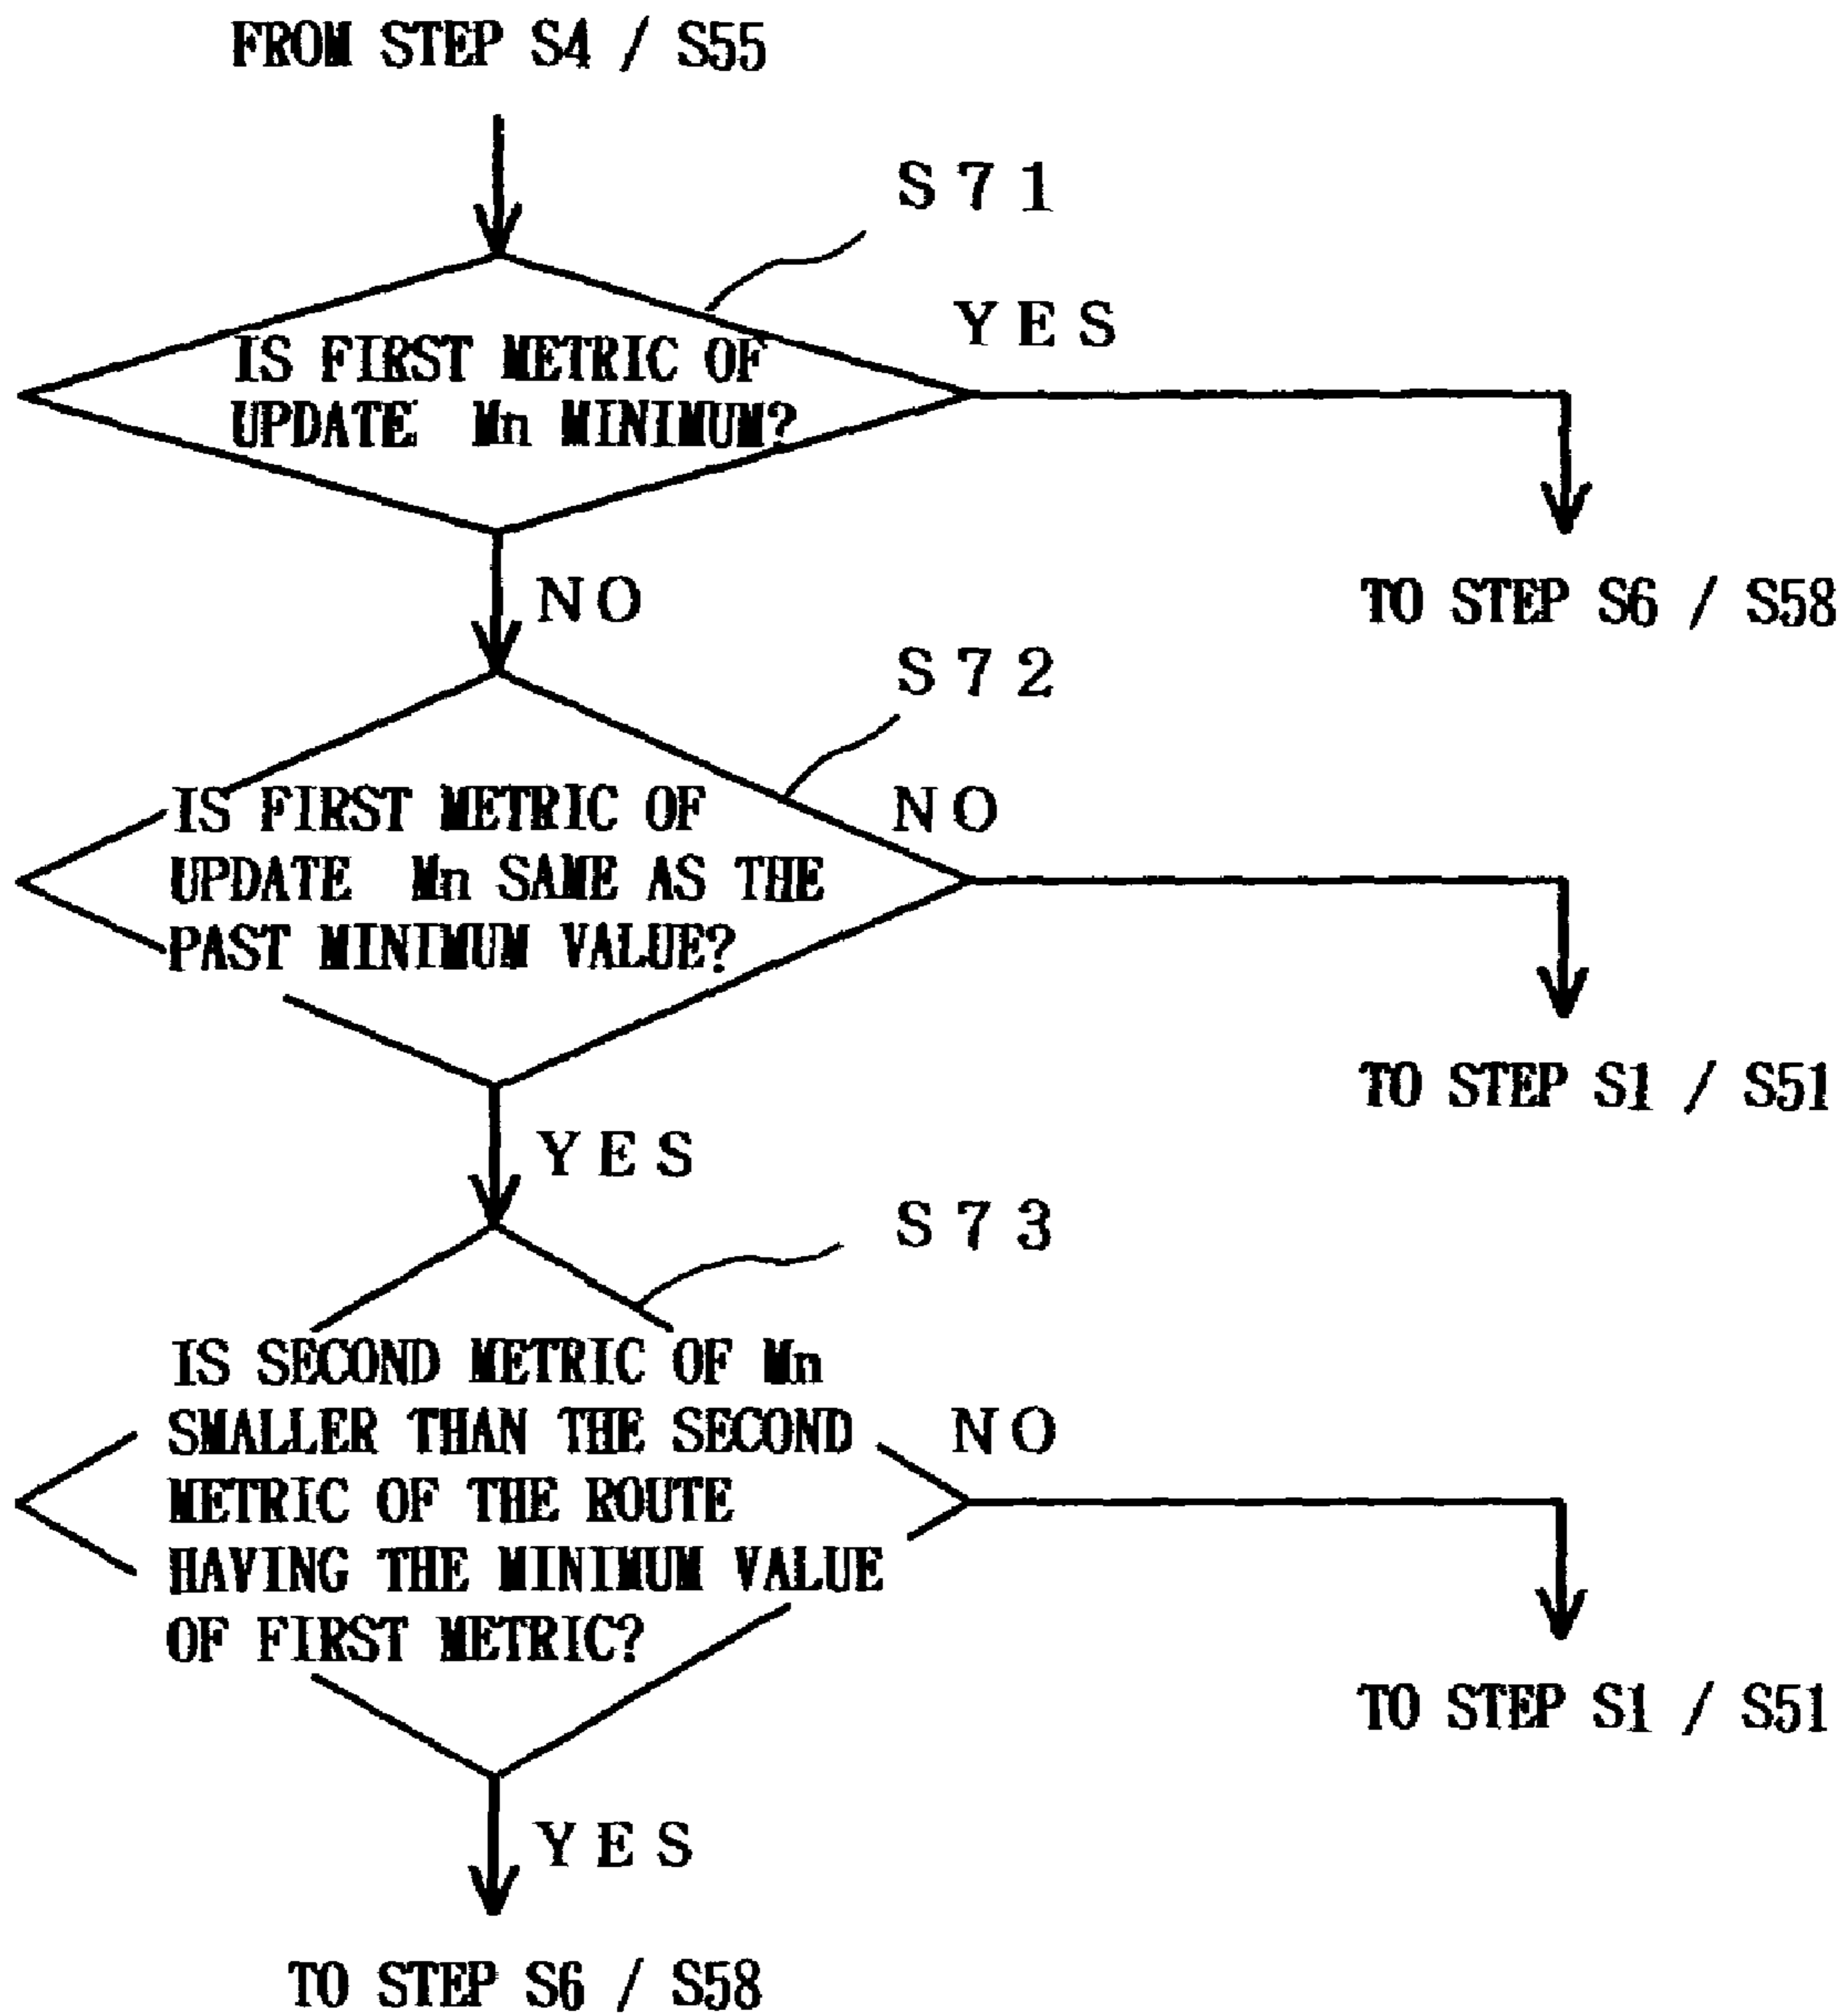 FROM STEP S4 / S55
S71
YES
IS FIRST METRIC OF
UPDATE Mn MINIMUM?
TO STEP S6 / S58
NO
S72
NO
IS FIRST METRIC OF
UPDATE Mn SAME AS THE
PAST MINIMUM VALUE?
TO STEP S1 / S51
YES
S73
IS SECOND METRIC OF Mn
SMALLER THAN THE SECOND
METRIC OF THE ROUTE
HAVING THE MINIMUM VALUE
OF FIRST METRIC?
NO
TO STEP S1 / S51
YES
TO STEP S6 / S58